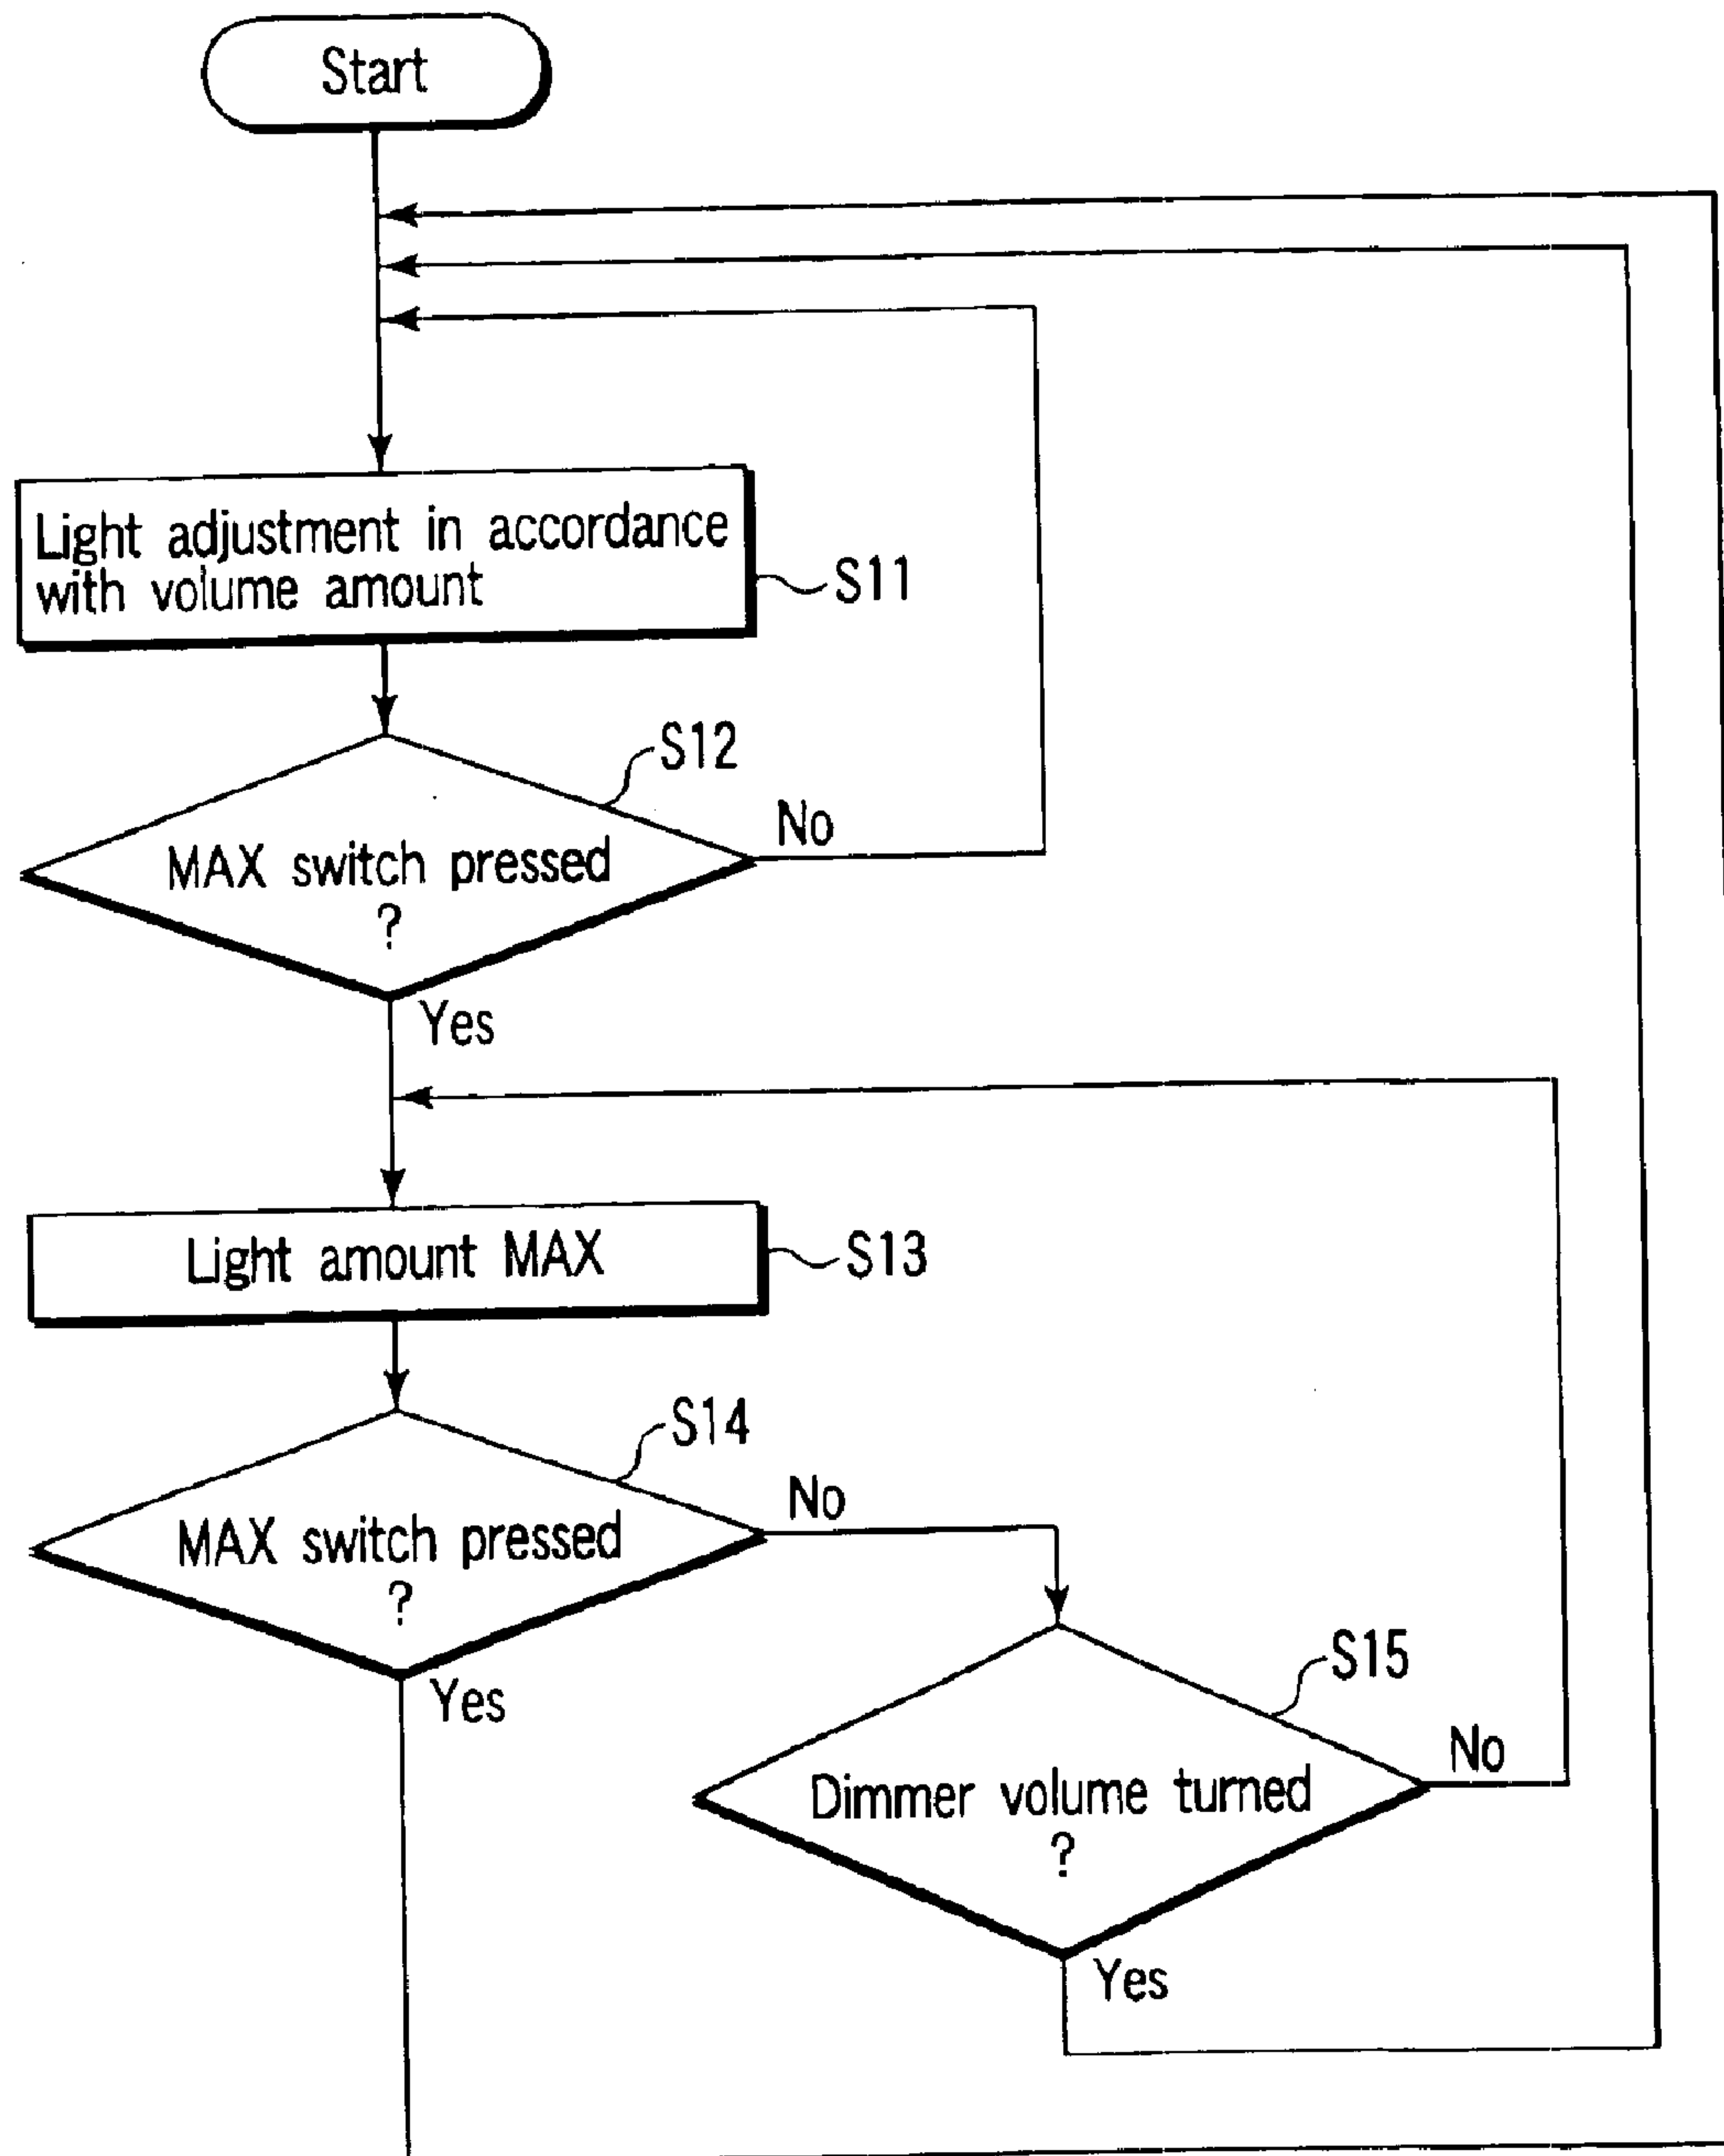 Start
Light adjustment in accordance
with volume amount
S11
S12
MAX switch pressed
?
No
Yes
Light amount MAX
S13
S14
MAX switch pressed
?
No
Yes
S15
Dimmer volume turned
?
No
Yes